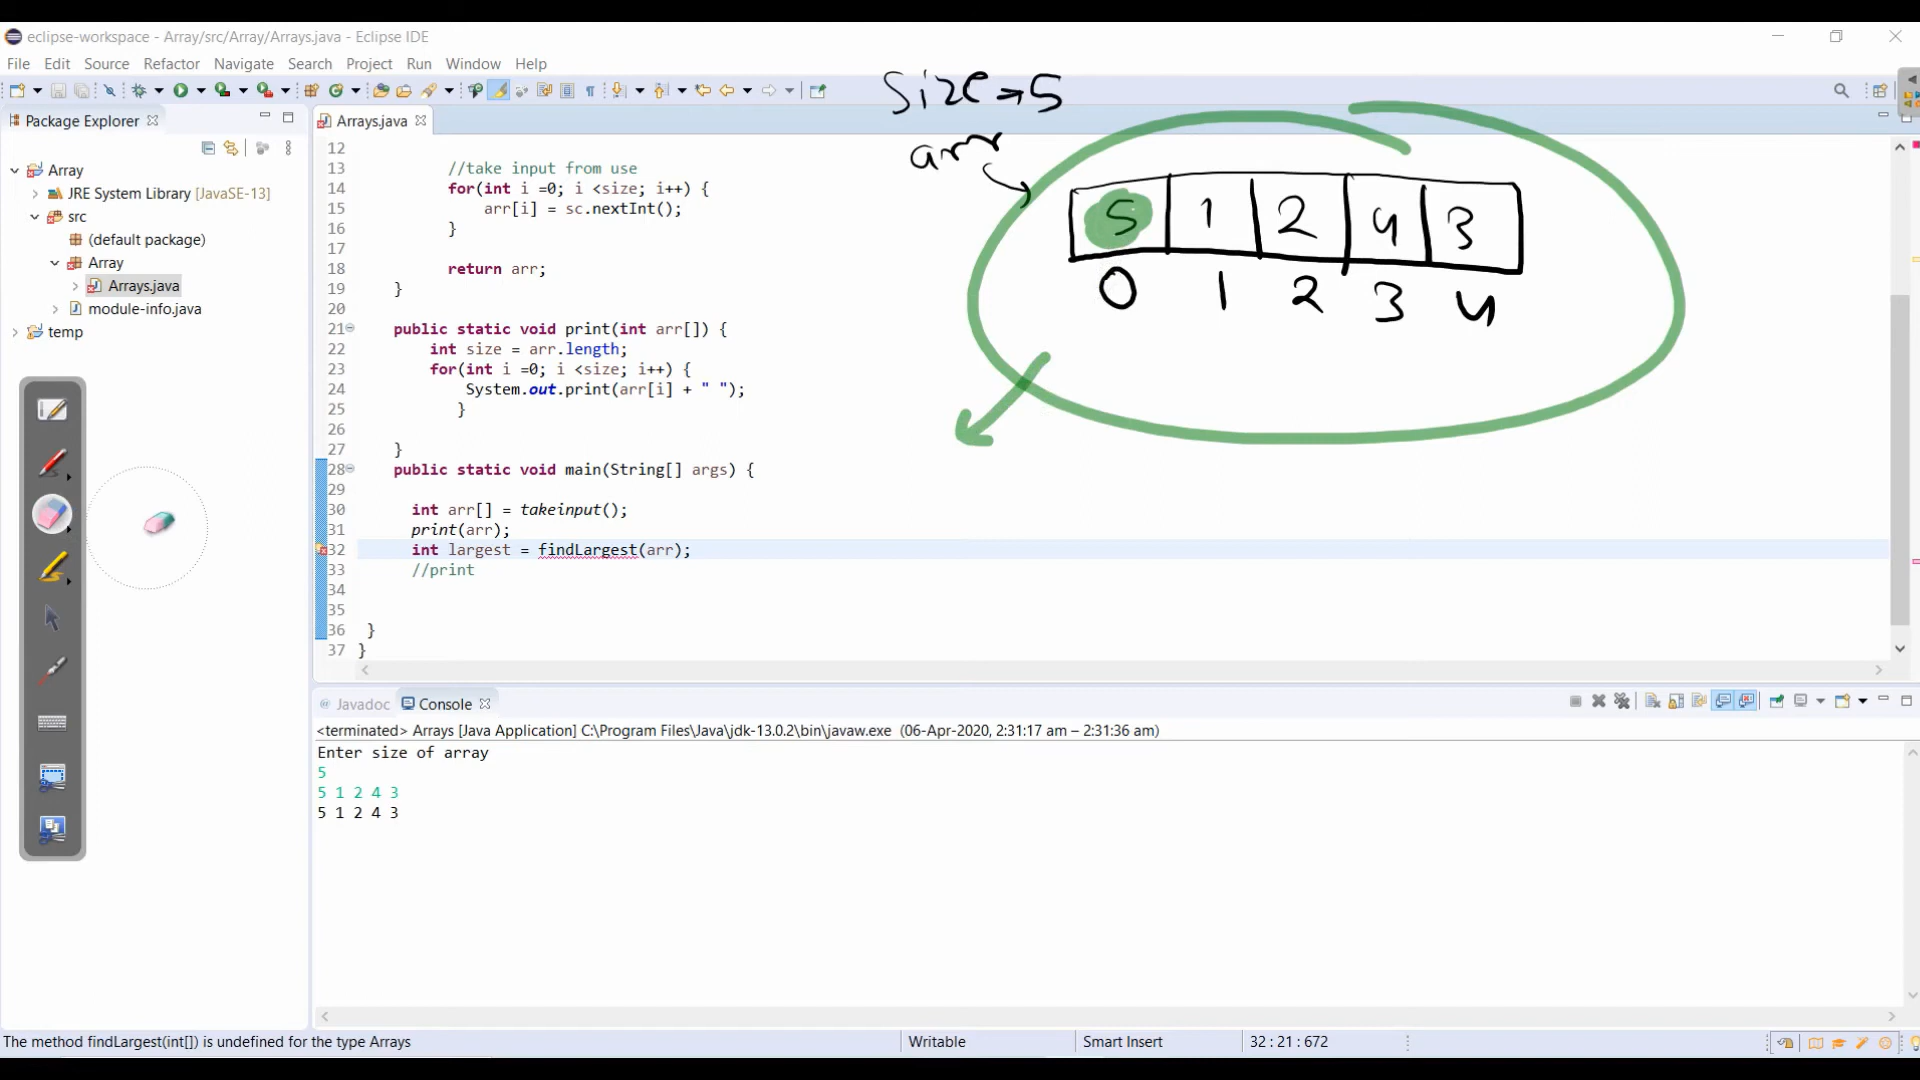 eclipse-workspace - Array/src/Array/Arrays.java - Eclipse IDE
File Edit Source Refactor Navigate Search Project Run Window Help
size → 5
Package Explorer
Arrays.java
arr
Array
JRE System Library [JavaSE-13]
src
(default package)
Array
Arrays.java
module-info.java
temp
5 1 2 4 3
0 1 2 3 4
12
13 //take input from use
14 for(int i =0; i <size; i++) {
15 arr[i] = sc.nextInt();
16 }
17
18 return arr;
19 }
20
21 public static void print(int arr[]) {
22 int size = arr.length;
23 for(int i =0; i <size; i++) {
24 System.out.print(arr[i] + " ");
25 }
26
27 }
28 public static void main(String[] args) {
29
30 int arr[] = takeinput();
31 print(arr);
32 int largest = findLargest(arr);
33 //print
34
35
36 }
37 }
@ Javadoc Console
<terminated> Arrays [Java Application] C:\Program Files\Java\jdk-13.0.2\bin\javaw.exe (06-Apr-2020, 2:31:17 am – 2:31:36 am)
Enter size of array
5
5 1 2 4 3
5 1 2 4 3
The method findLargest(int[]) is undefined for the type Arrays
Writable
Smart Insert
32 : 21 : 672